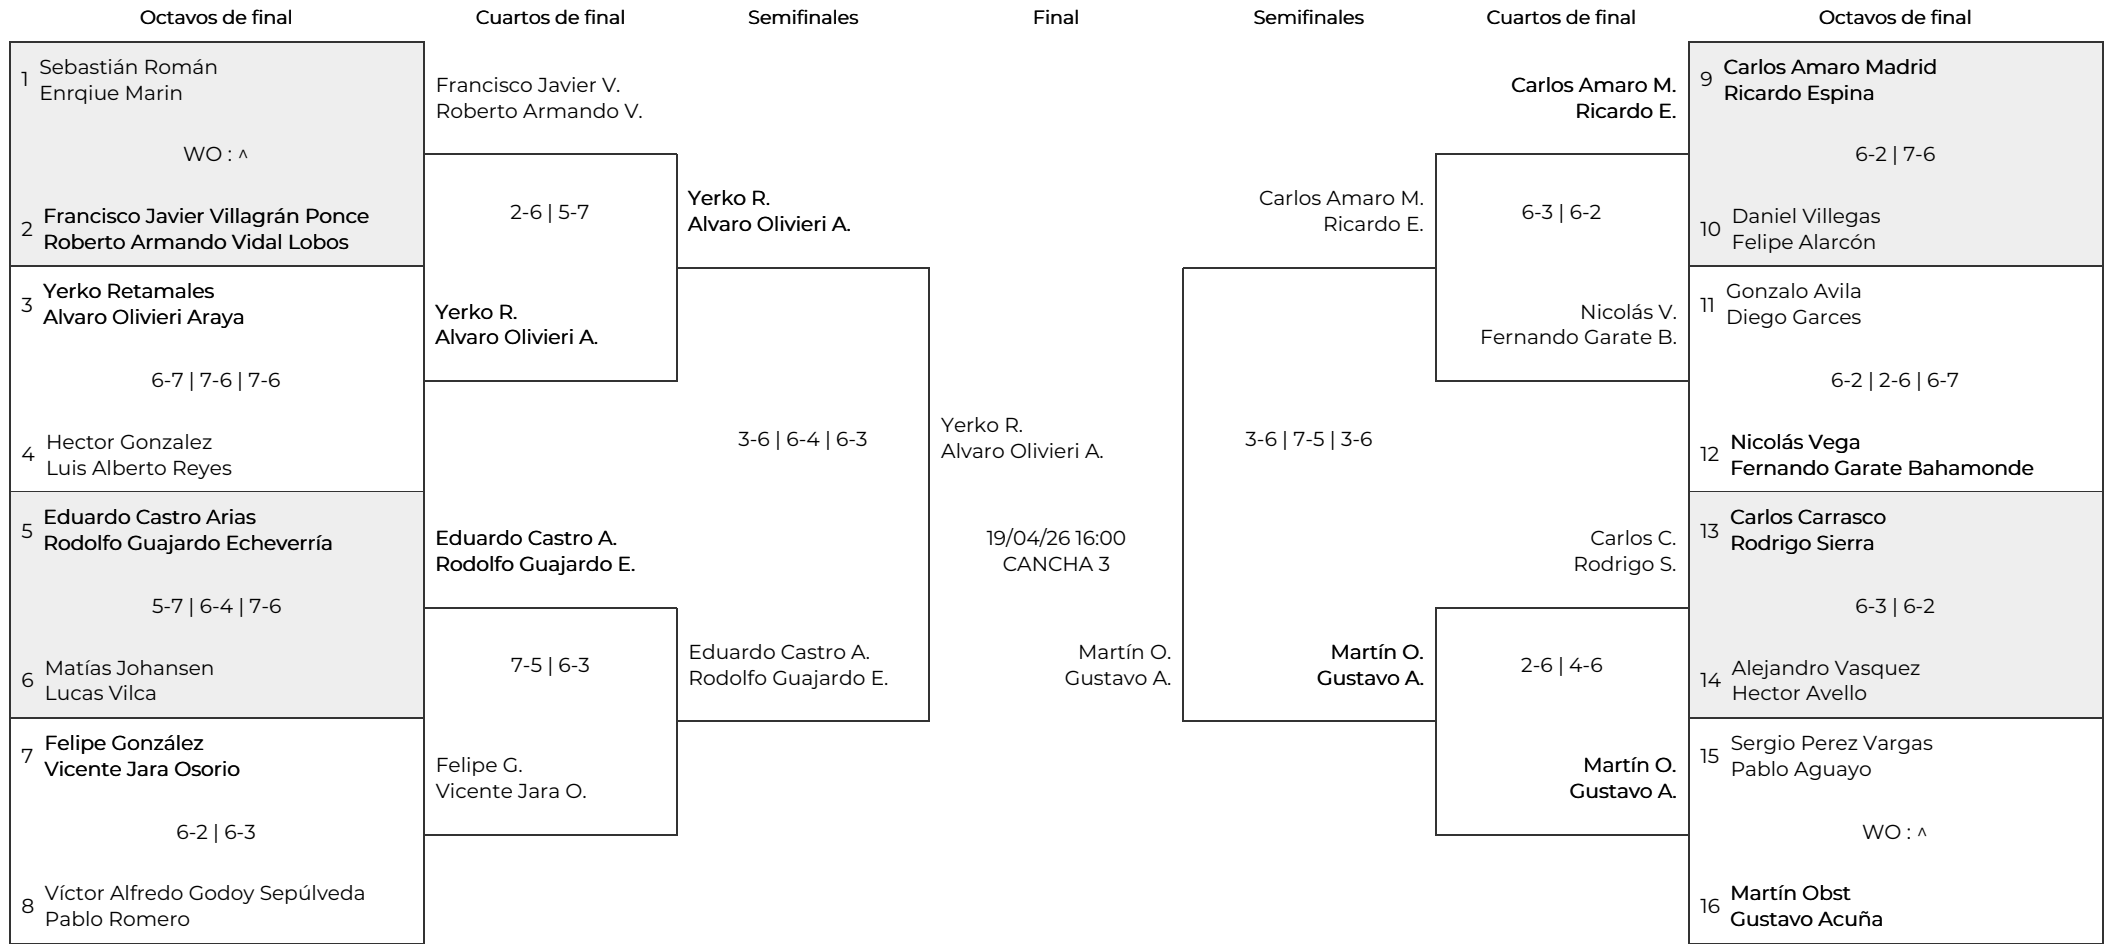 Octavos de final
Cuartos de final
Semifinales
Final
Semifinales
Cuartos de final
Octavos de final
1
Sebastián Román
Enrqiue Marin
WO : ^
2
Francisco Javier Villagrán Ponce
Roberto Armando Vidal Lobos
3
Yerko Retamales
Alvaro Olivieri Araya
6-7 | 7-6 | 7-6
4
Hector Gonzalez
Luis Alberto Reyes
5
Eduardo Castro Arias
Rodolfo Guajardo Echeverría
5-7 | 6-4 | 7-6
6
Matías Johansen
Lucas Vilca
7
Felipe González
Vicente Jara Osorio
6-2 | 6-3
8
Víctor Alfredo Godoy Sepúlveda
Pablo Romero
Francisco Javier V.
Roberto Armando V.
2-6 | 5-7
Yerko R.
Alvaro Olivieri A.
Eduardo Castro A.
Rodolfo Guajardo E.
7-5 | 6-3
Felipe G.
Vicente Jara O.
Yerko R.
Alvaro Olivieri A.
3-6 | 6-4 | 6-3
Eduardo Castro A.
Rodolfo Guajardo E.
Yerko R.
Alvaro Olivieri A.
19/04/26 16:00
CANCHA 3
Martín O.
Gustavo A.
Carlos Amaro M.
Ricardo E.
3-6 | 7-5 | 3-6
Martín O.
Gustavo A.
Carlos Amaro M.
Ricardo E.
6-3 | 6-2
Nicolás V.
Fernando Garate B.
Carlos C.
Rodrigo S.
2-6 | 4-6
Martín O.
Gustavo A.
9
Carlos Amaro Madrid
Ricardo Espina
6-2 | 7-6
10
Daniel Villegas
Felipe Alarcón
11
Gonzalo Avila
Diego Garces
6-2 | 2-6 | 6-7
12
Nicolás Vega
Fernando Garate Bahamonde
13
Carlos Carrasco
Rodrigo Sierra
6-3 | 6-2
14
Alejandro Vasquez
Hector Avello
15
Sergio Perez Vargas
Pablo Aguayo
WO : ^
16
Martín Obst
Gustavo Acuña